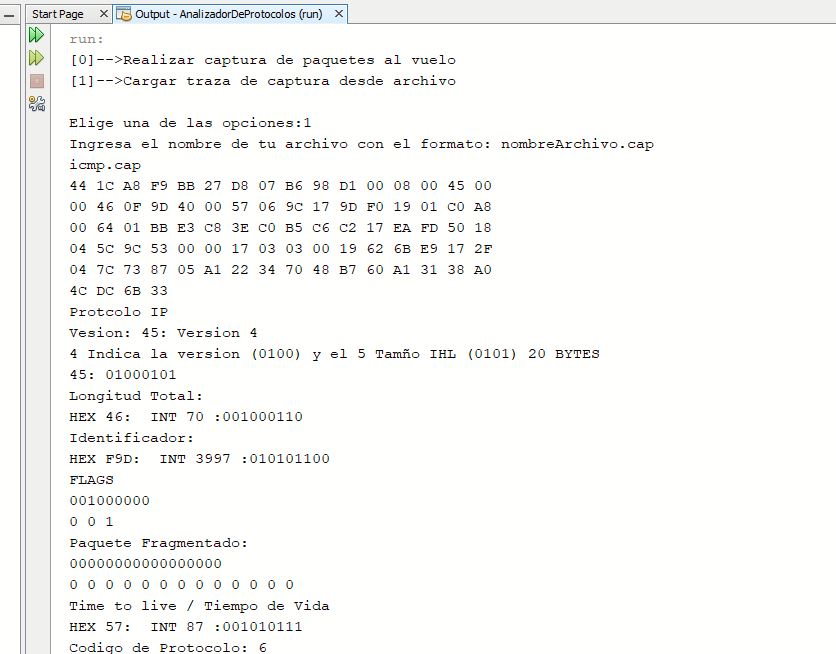 Start Page
Output - AnalizadorDeProtocolos (run)
run:
[0]-->Realizar captura de paquetes al vuelo
[1]-->Cargar traza de captura desde archivo
Elige una de las opciones:1
Ingresa el nombre de tu archivo con el formato: nombreArchivo.cap
icmp.cap
44 1C A8 F9 BB 27 D8 07 B6 98 D1 00 08 00 45 00
00 46 0F 9D 40 00 57 06 9C 17 9D F0 19 01 C0 A8
00 64 01 BB E3 C8 3E C0 B5 C6 C2 17 EA FD 50 18
04 5C 9C 53 00 00 17 03 03 00 19 62 6B E9 17 2F
04 7C 73 87 05 A1 22 34 70 48 B7 60 A1 31 38 A0
4C DC 6B 33
Protcolo IP
Vesion: 45: Version 4
4 Indica la version (0100) y el 5 Tamño IHL (0101) 20 BYTES
45: 01000101
Longitud Total:
HEX 46:  INT 70 :001000110
Identificador:
HEX F9D:  INT 3997 :010101100
FLAGS
001000000
0 0 1
Paquete Fragmentado:
00000000000000000
0 0 0 0 0 0 0 0 0 0 0 0 0
Time to live / Tiempo de Vida
HEX 57:  INT 87 :001010111
Codigo de Protocolo: 6